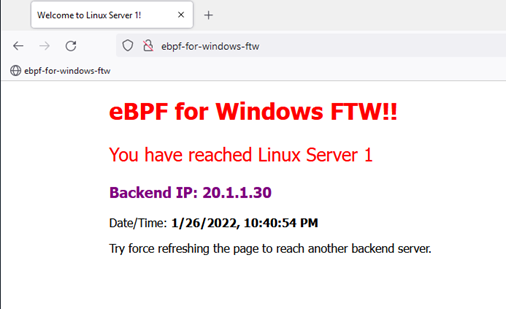 Welcome to Linux Server 1!
ebpf-for-windows-ftw
ebpf-for-windows-ftw
eBPF for Windows FTW!!
You have reached Linux Server 1
Backend IP: 20.1.1.30
Date/Time: 1/26/2022, 10:40:54 PM
Try force refreshing the page to reach another backend server.